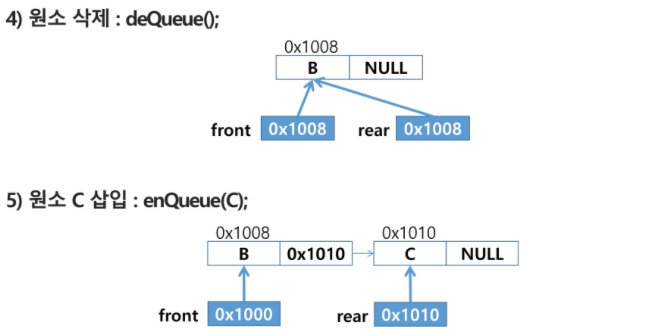 4) 원소 삭제 : deQueue();
0x1008
B NULL
front 0x1008 rear 0x1008
5) 원소 C 삽입 : enQueue(C);
0x1008 0x1010
B 0x1010 C NULL
front 0x1000 rear 0x1010